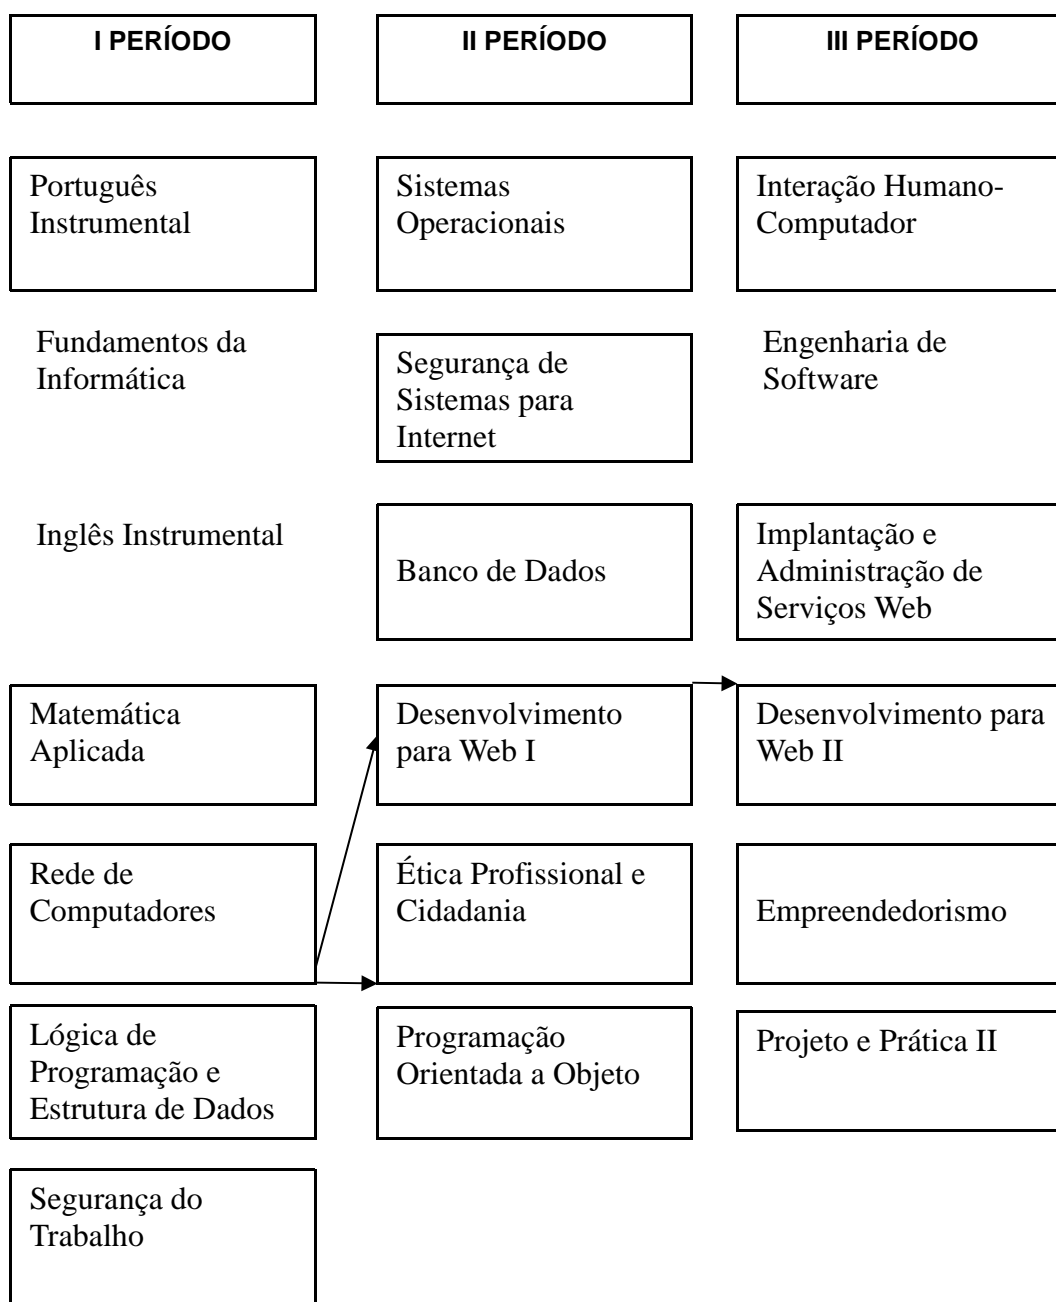 I PERÍODO
II PERÍODO
III PERÍODO
Português
Instrumental
Sistemas
Operacionais
Interação Humano-
Computador
Fundamentos da
Informática
Segurança de
Sistemas para
Internet
Engenharia de
Software
Inglês Instrumental
Banco de Dados
Implantação e
Administração de
Serviços Web
Matemática
Aplicada
Desenvolvimento
para Web I
Desenvolvimento para
Web II
Rede de
Computadores
Ética Profissional e
Cidadania
Empreendedorismo
Lógica de
Programação e
Estrutura de Dados
Programação
Orientada a Objeto
Projeto e Prática II
Segurança do
Trabalho